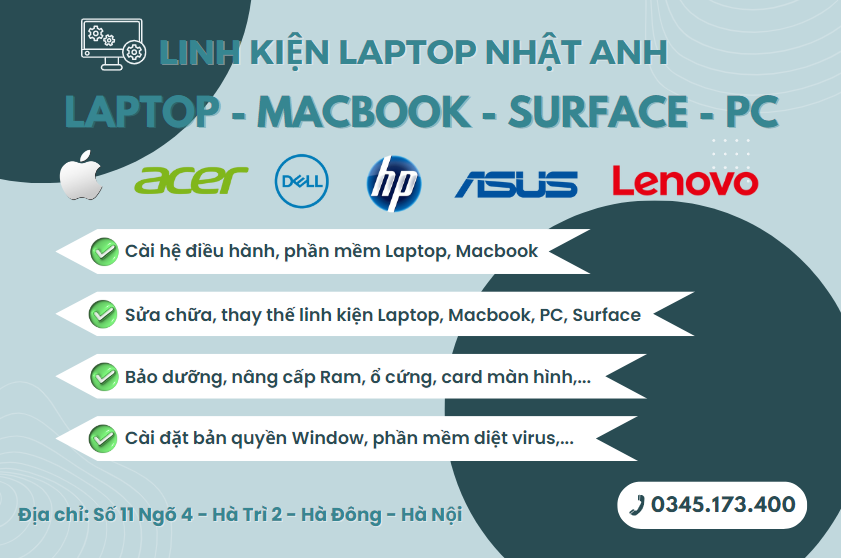 LINH KIỆN LAPTOP NHẬT ANH
LAPTOP - MACBOOK - SURFACE - PC
acer DELL hp ASUS Lenovo
Cài hệ điều hành, phần mềm Laptop, Macbook
Sửa chữa, thay thế linh kiện Laptop, Macbook, PC, Surface
Bảo dưỡng, nâng cấp Ram, ổ cứng, card màn hình,...
Cài đặt bản quyền Window, phần mềm diệt virus,...
Địa chỉ: Số 11 Ngõ 4 - Hà Trì 2 - Hà Đông - Hà Nội
0345.173.400